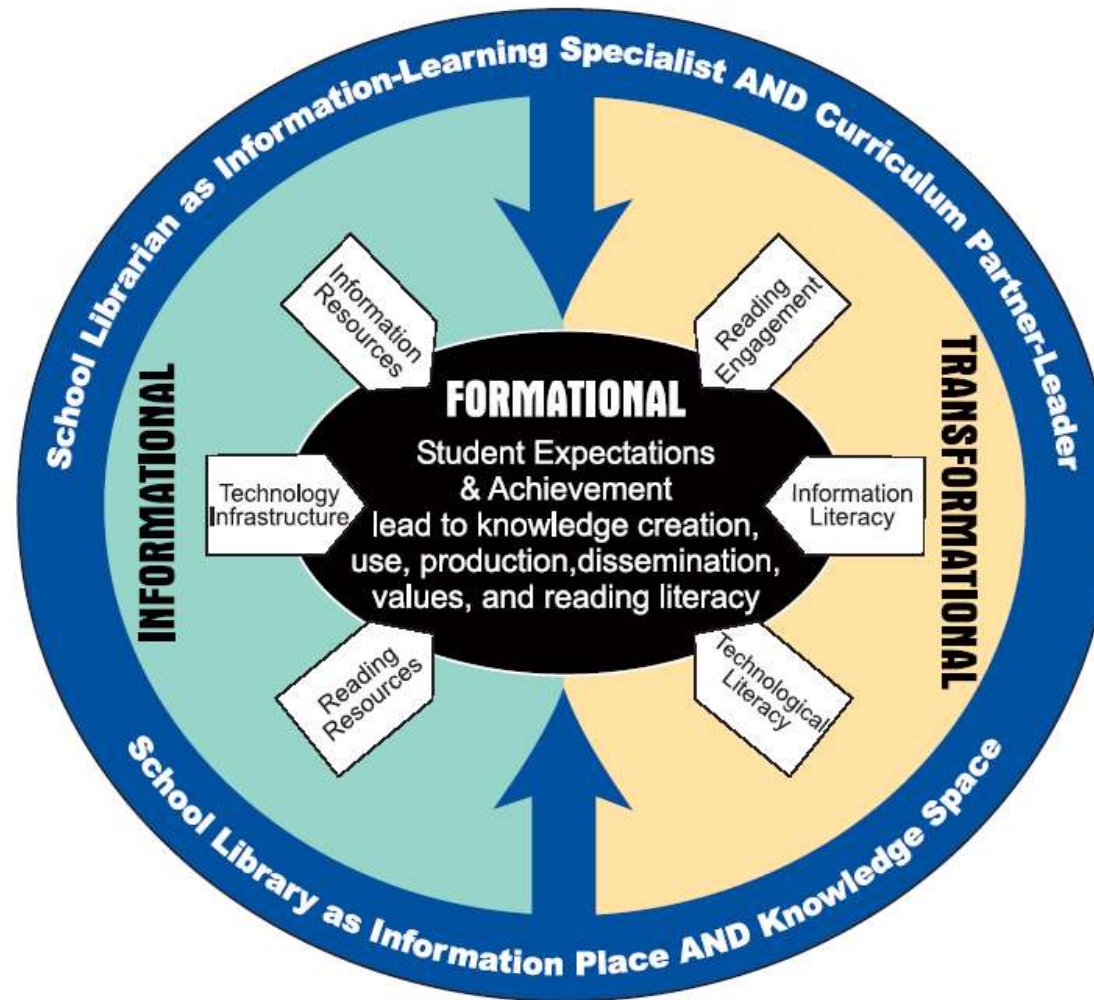 School Librarian as Information-Learning Specialist AND Curriculum Partner-Leader
INFORMATIONAL
Information
Resources
Technology
Infrastructure
Reading
Resources
FORMATIONAL
Student Expectations
& Achievement
lead to knowledge creation,
use, production,dissemination,
values, and reading literacy
Reading
Engagement
Information
Literacy
Technological
Literacy
TRANSFORMATIONAL
School Library as Information Place AND Knowledge Space